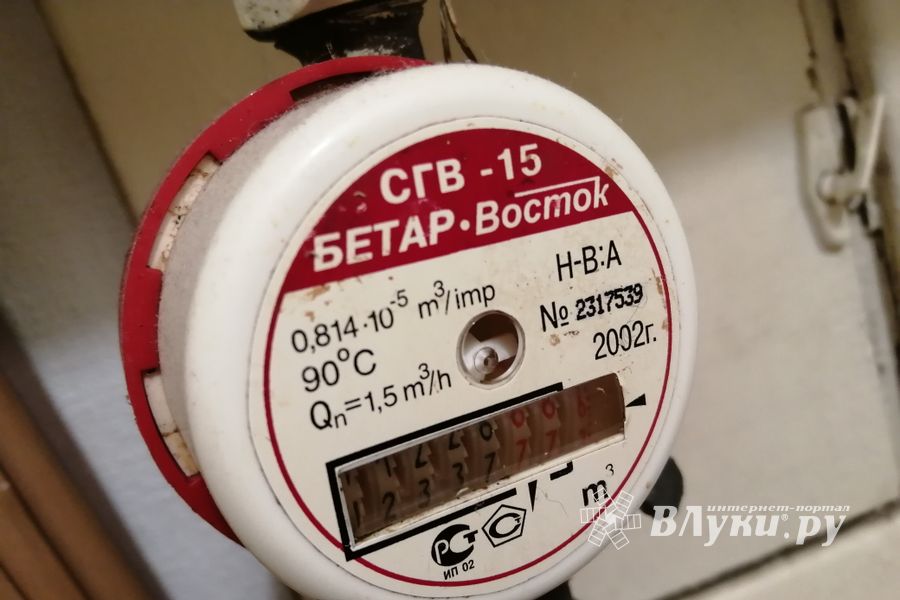 СГВ -15
БЕТАР·Восток
0,814·10⁻⁵ m³/imp
90°C
Qn=1,5 m³/h
Н-В:А
№ 2317539
2002г.
m³
РС
ИП 02
интернет-портал
ВЛуки®.ру